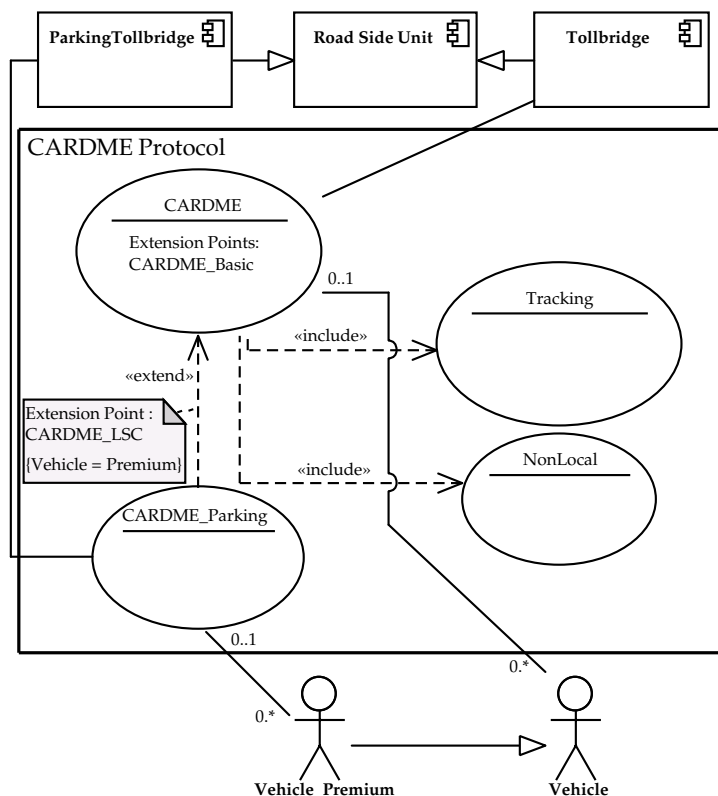 ParkingTollbridge
Road Side Unit
Tollbridge
CARDME Protocol
CARDME
Extension Points:
CARDME_Basic
0..1
Tracking
«include»
«extend»
Extension Point :
CARDME_LSC
{Vehicle = Premium}
«include»
NonLocal
CARDME_Parking
0..1
0.*
0.*
Vehicle Premium
Vehicle